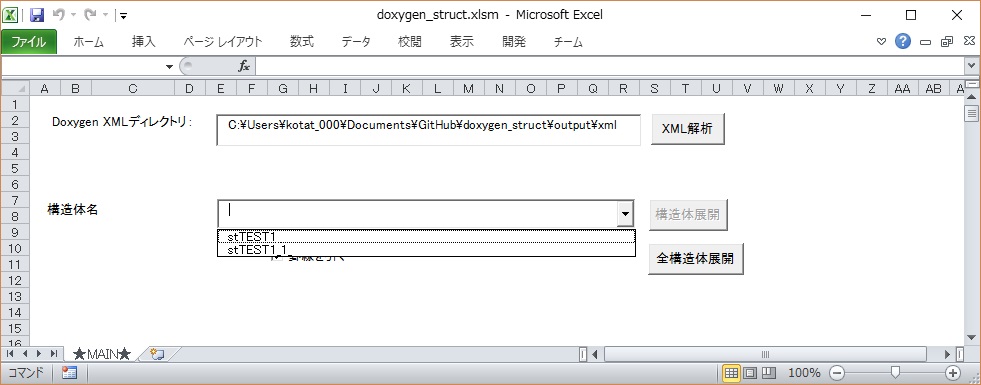 doxygen_struct.xlsm - Microsoft Excel
ファイル ホーム 挿入 ページ レイアウト 数式 データ 校閲 表示 開発 チーム
fx
A B C D E F G H I J K L M N O P Q R S T U V W X Y Z AA AB A
1
2 Doxygen XMLディレクトリ: C:¥Users¥kotat_000¥Documents¥GitHub¥doxygen_struct¥output¥xml XML解析
3
4
5
6
7 構造体名 構造体展開
8
9 stTEST1
10 stTEST1_1 全構造体展開
11
12
13
14
15
16
★MAIN★
コマンド 100%